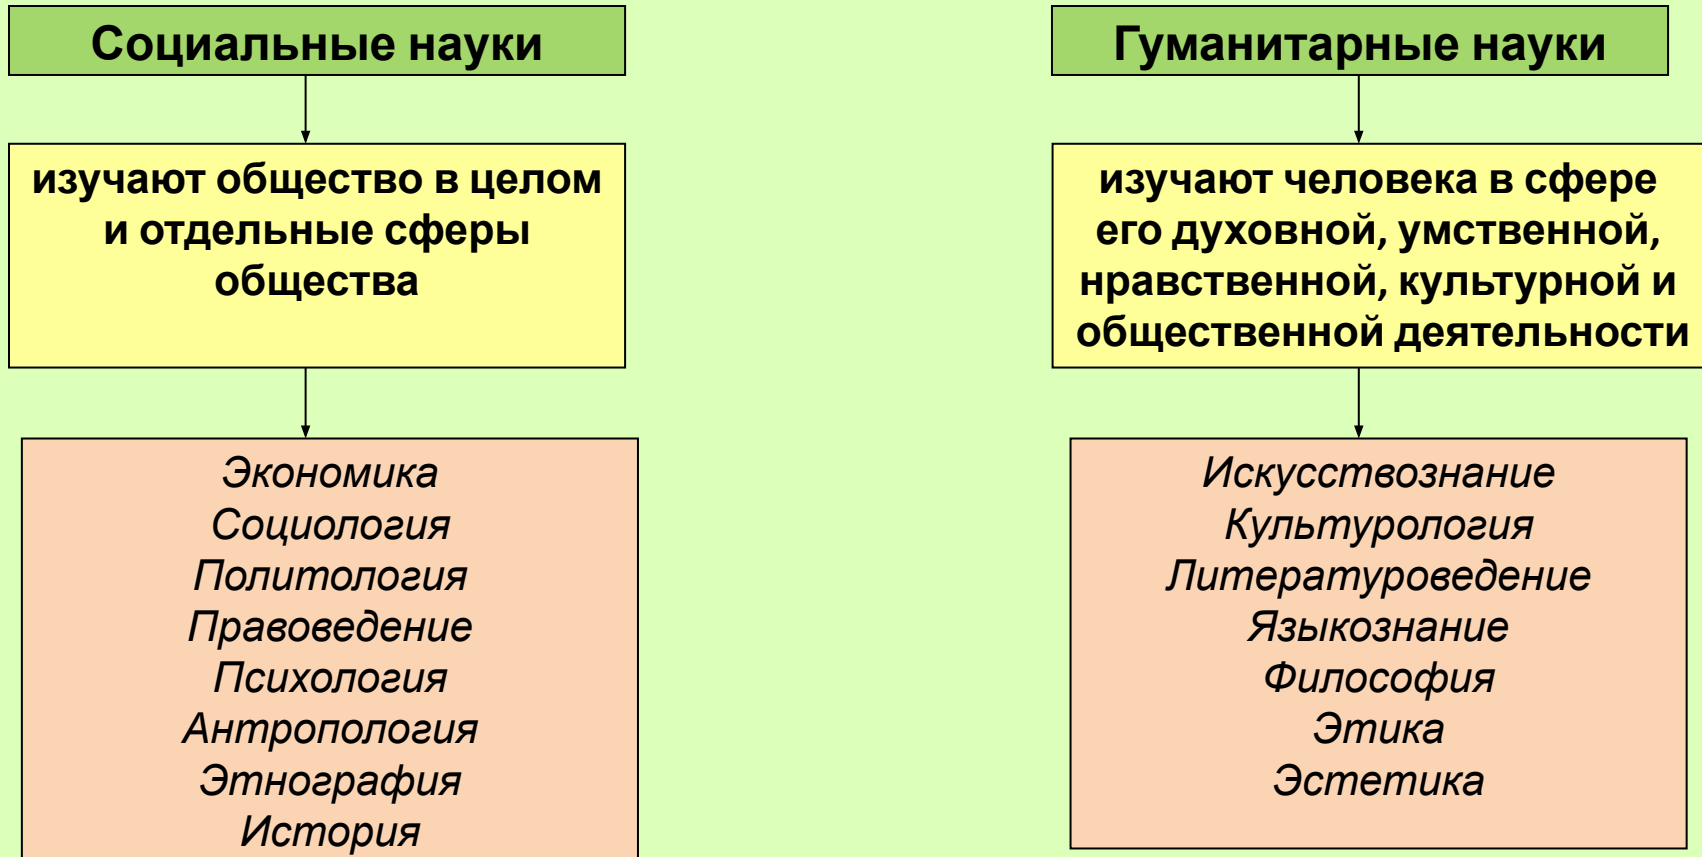 Социальные науки
изучают общество в целом
и отдельные сферы
общества
Экономика
Социология
Политология
Правоведение
Психология
Антропология
Этнография
История
Гуманитарные науки
изучают человека в сфере
его духовной, умственной,
нравственной, культурной и
общественной деятельности
Искусствознание
Культурология
Литературоведение
Языкознание
Философия
Этика
Эстетика